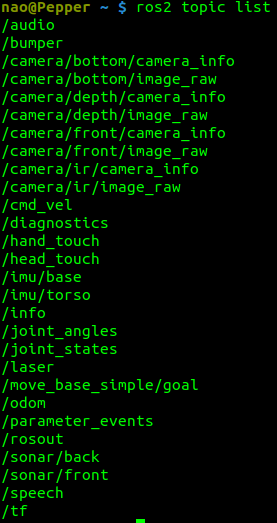 nao@Pepper ~ $ ros2 topic list
/audio
/bumper
/camera/bottom/camera_info
/camera/bottom/image_raw
/camera/depth/camera_info
/camera/depth/image_raw
/camera/front/camera_info
/camera/front/image_raw
/camera/ir/camera_info
/camera/ir/image_raw
/cmd_vel
/diagnostics
/hand_touch
/head_touch
/imu/base
/imu/torso
/info
/joint_angles
/joint_states
/laser
/move_base_simple/goal
/odom
/parameter_events
/rosout
/sonar/back
/sonar/front
/speech
/tf